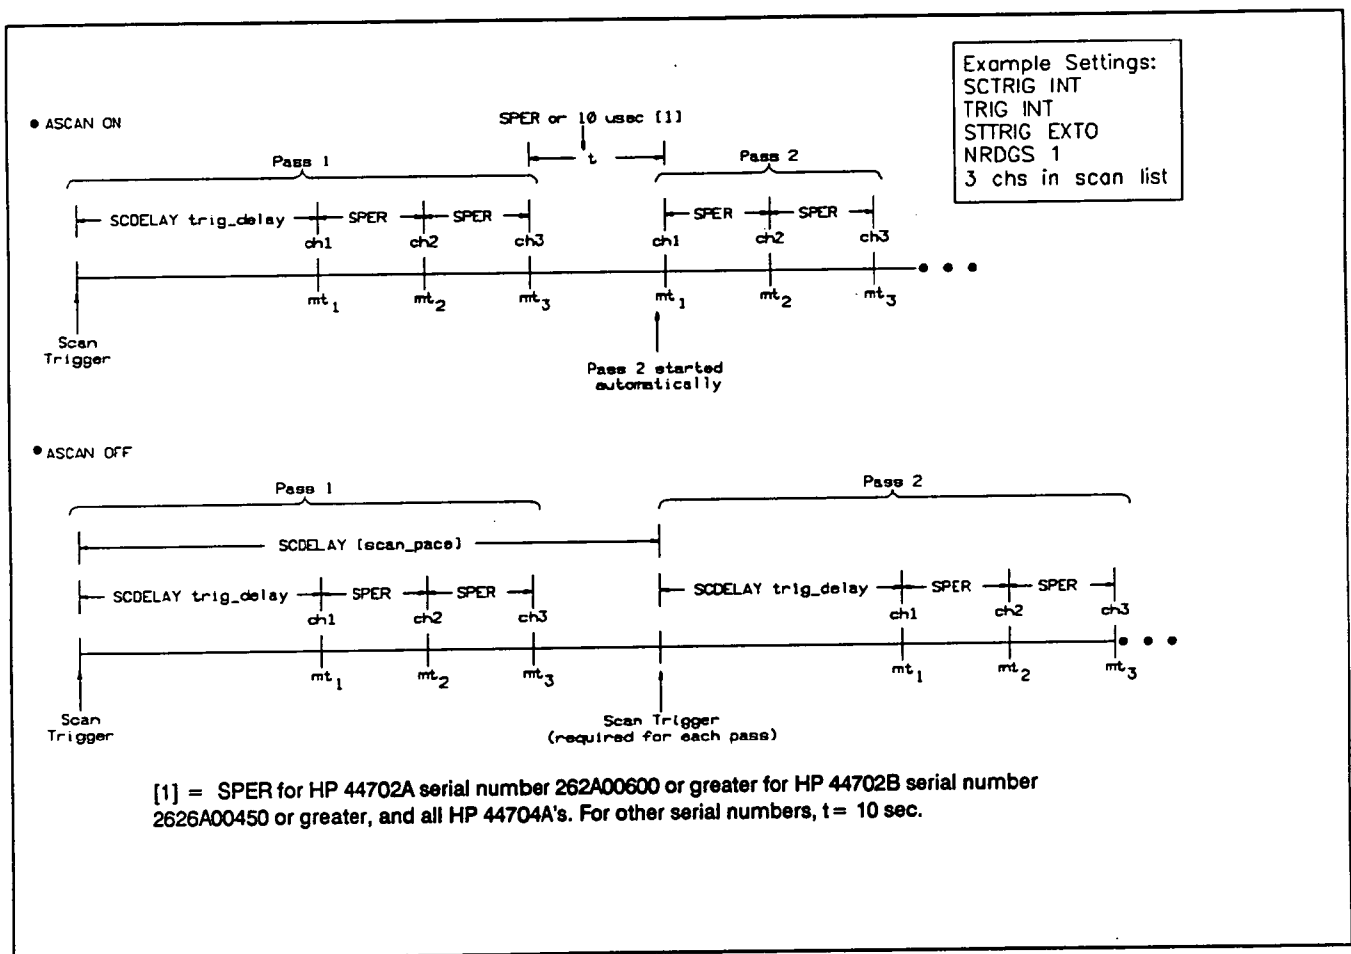 Example Settings:
SCTRIG INT
TRIG INT
STTRIG EXTO
NRDGS 1
3 chs in scan list
● ASCAN ON
SPER or 10 usec [1]
Pass 1
t
Pass 2
SCDELAY trig_delay SPER SPER SPER SPER
ch1 ch2 ch3 ch1 ch2 ch3
● ● ●
mt1 mt2 mt3 mt1 mt2 mt3
Scan
Trigger
Pass 2 started
automatically
● ASCAN OFF
Pass 1
Pass 2
SCDELAY [scan_pace]
SCDELAY trig_delay SPER SPER SCDELAY trig_delay SPER SPER
ch1 ch2 ch3 ch1 ch2 ch3
● ● ●
mt1 mt2 mt3 mt1 mt2 mt3
Scan
Trigger
Scan Trigger
(required for each pass)
[1] = SPER for HP 44702A serial number 262A00600 or greater for HP 44702B serial number
2626A00450 or greater, and all HP 44704A's. For other serial numbers, t = 10 sec.